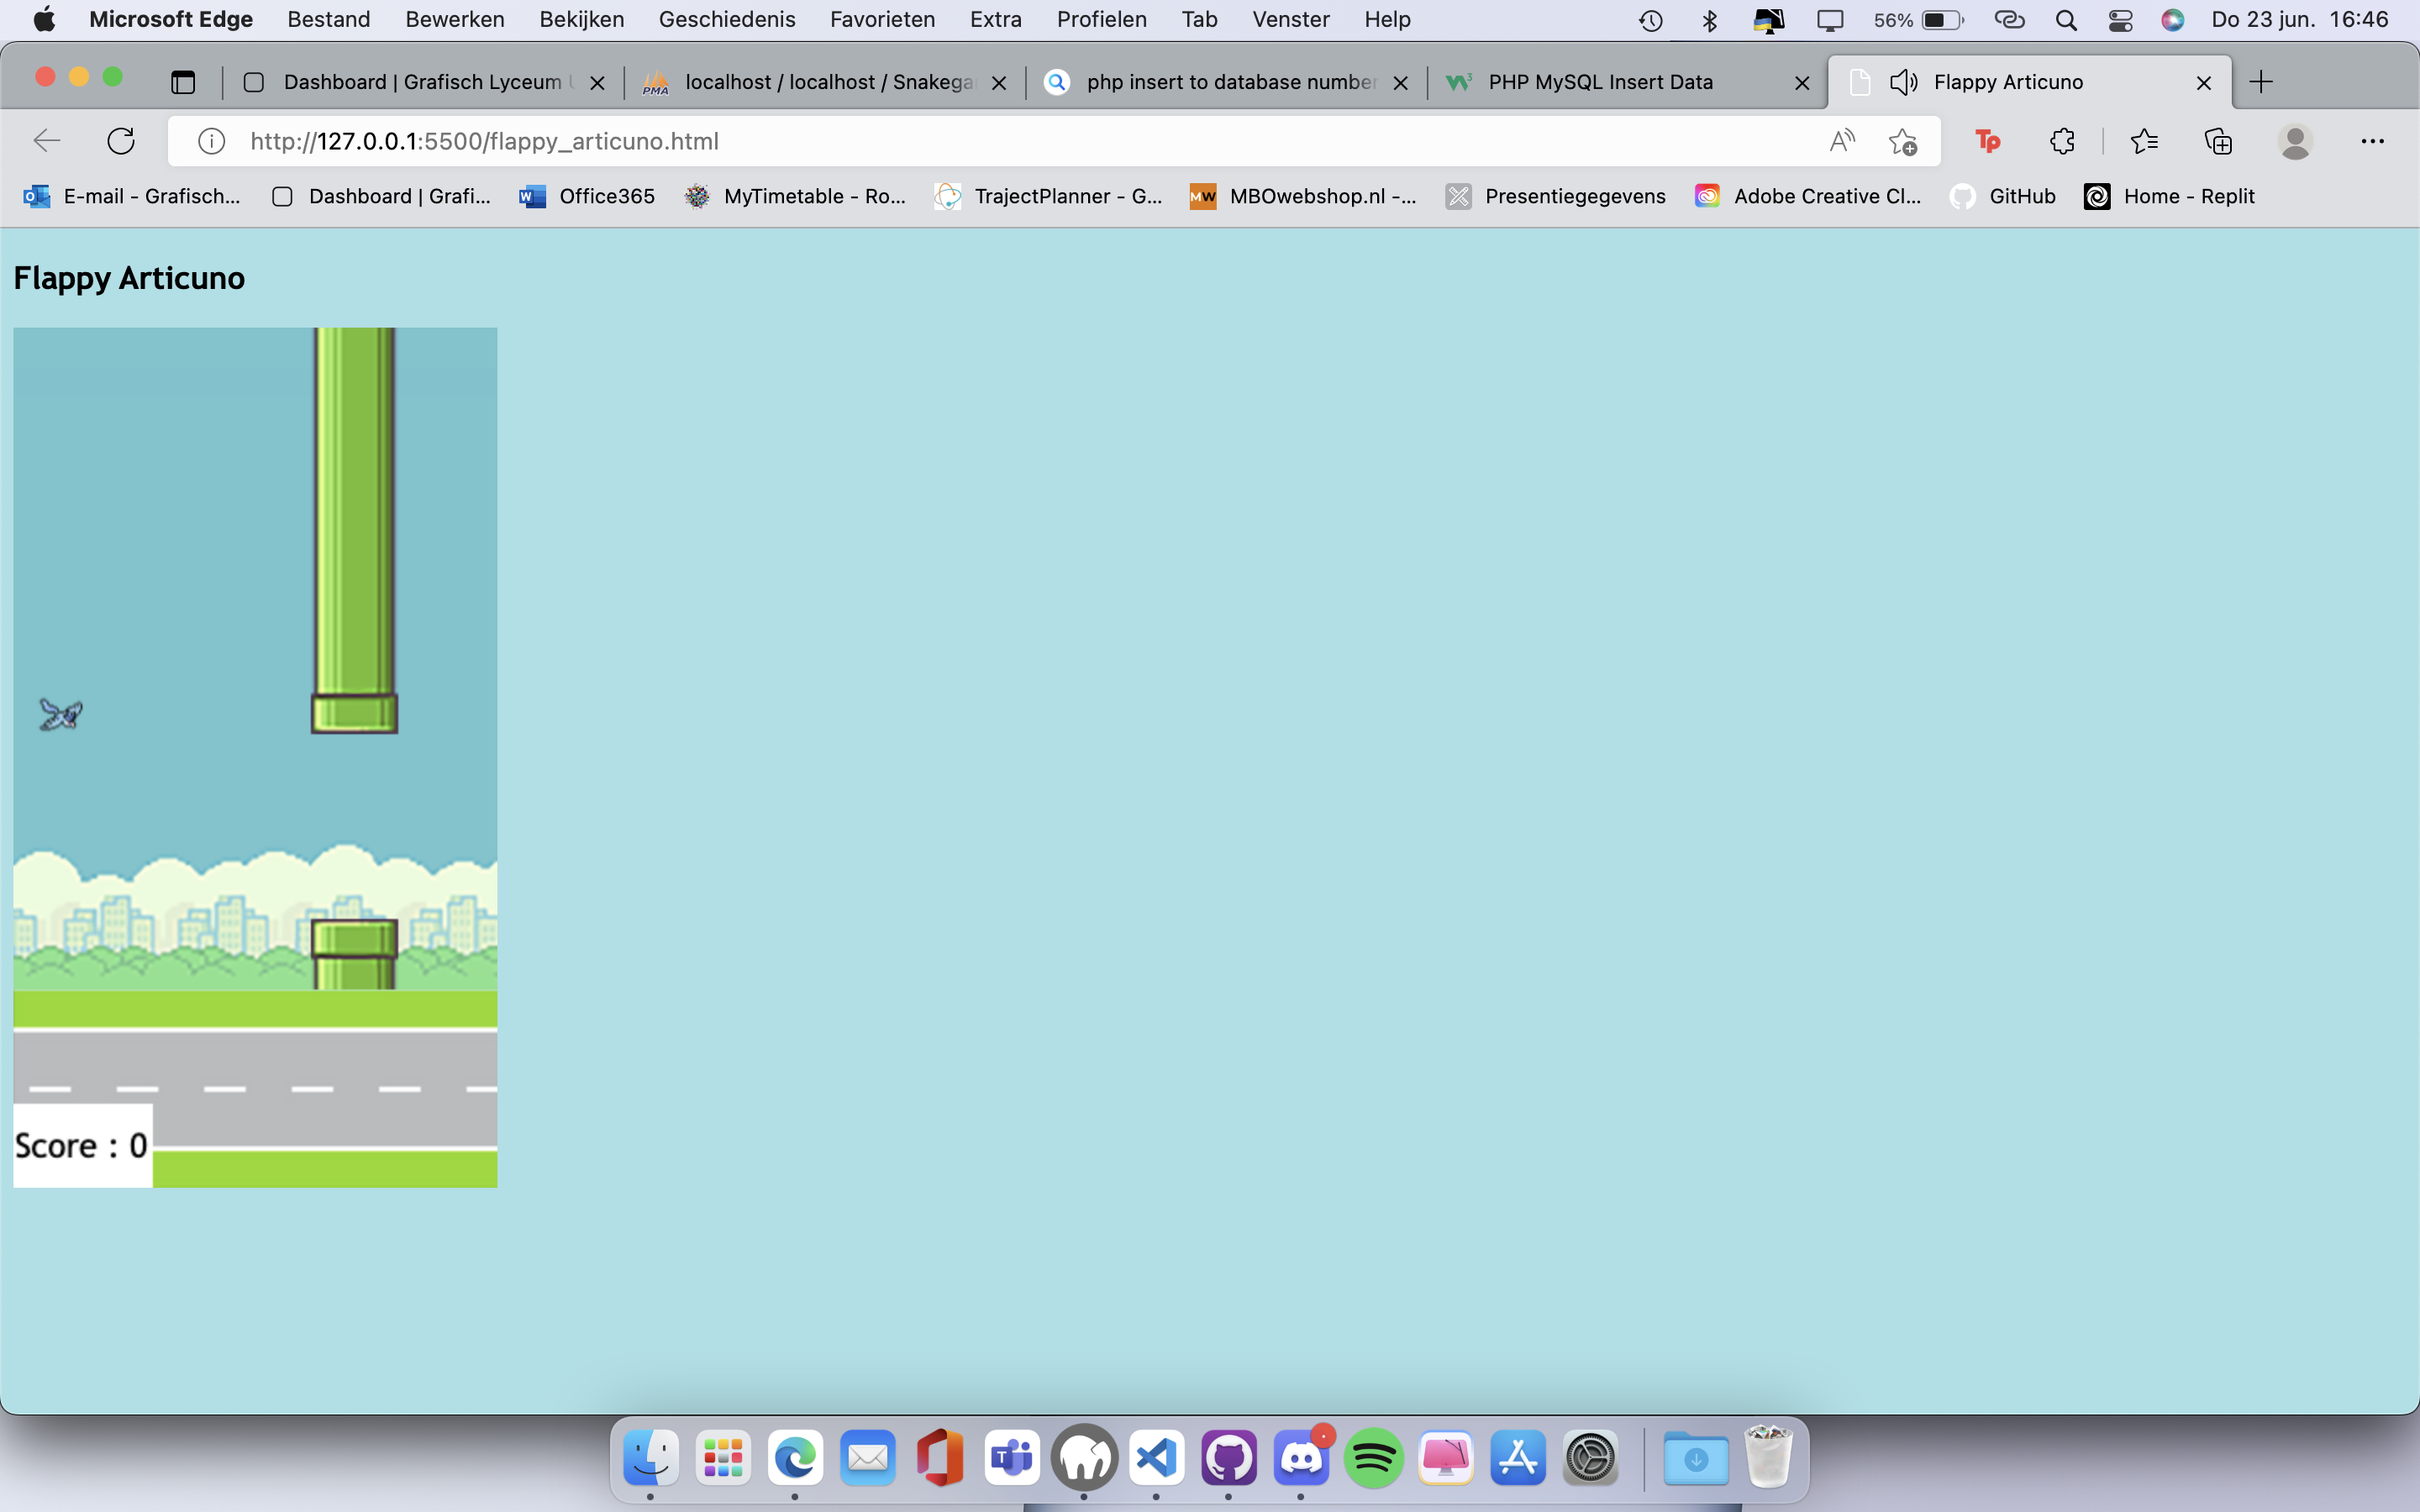 Microsoft Edge Bestand Bewerken Bekijken Geschiedenis Favorieten Extra Profielen Tab Venster Help 56% Do 23 jun. 16:46
Dashboard | Grafisch Lyceum localhost / localhost / Snakega php insert to database number PHP MySQL Insert Data Flappy Articuno
http://127.0.0.1:5500/flappy_articuno.html
E-mail - Grafisch... Dashboard | Grafi... Office365 MyTimetable - Ro... TrajectPlanner - G... MBOwebshop.nl -... Presentiegegevens Adobe Creative Cl... GitHub Home - Replit
Flappy Articuno
Score : 0